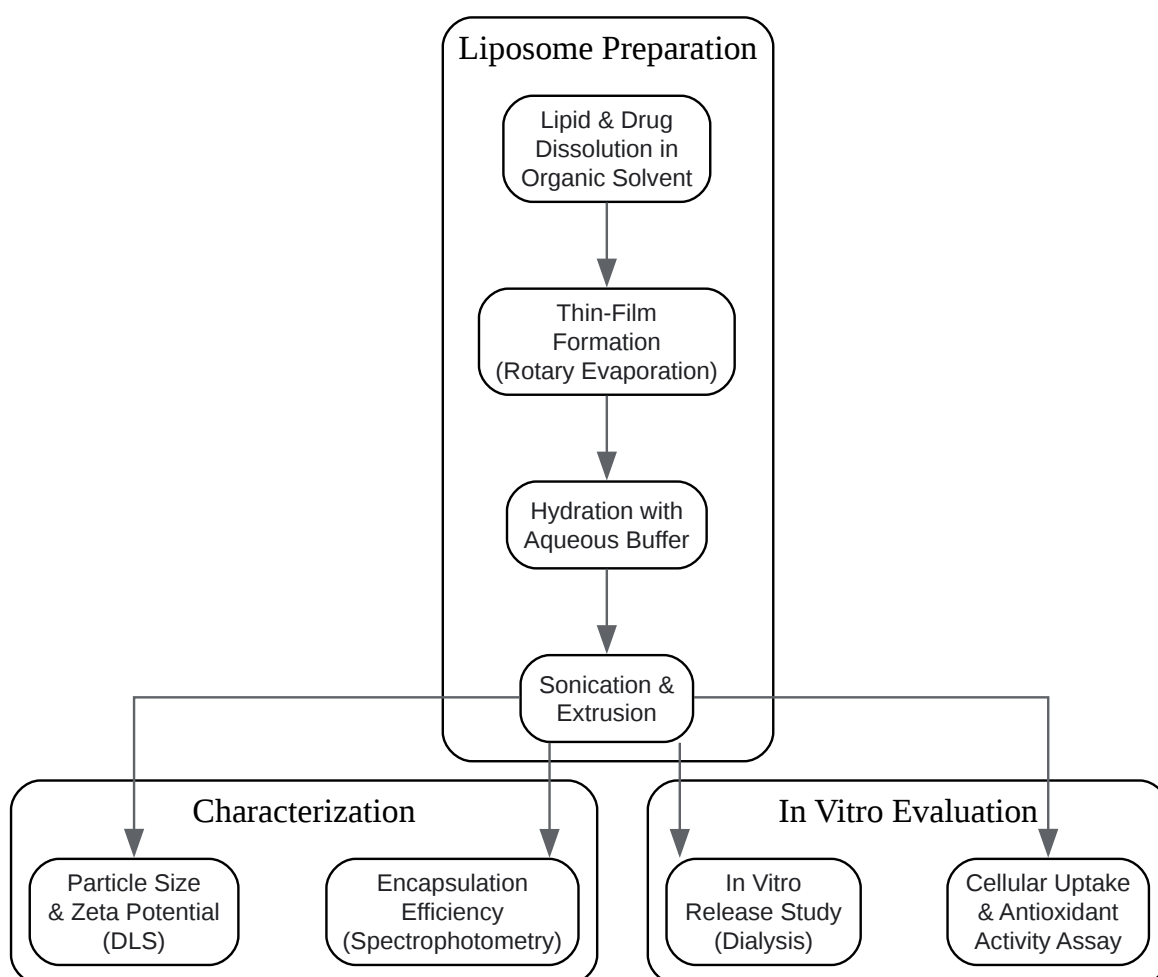 Liposome Preparation
Lipid & Drug
Dissolution in
Organic Solvent
Thin-Film
Formation
(Rotary Evaporation)
Hydration with
Aqueous Buffer
Sonication &
Extrusion
Characterization
Particle Size
& Zeta Potential
(DLS)
Encapsulation
Efficiency
(Spectrophotometry)
In Vitro Evaluation
In Vitro
Release Study
(Dialysis)
Cellular Uptake
& Antioxidant
Activity Assay